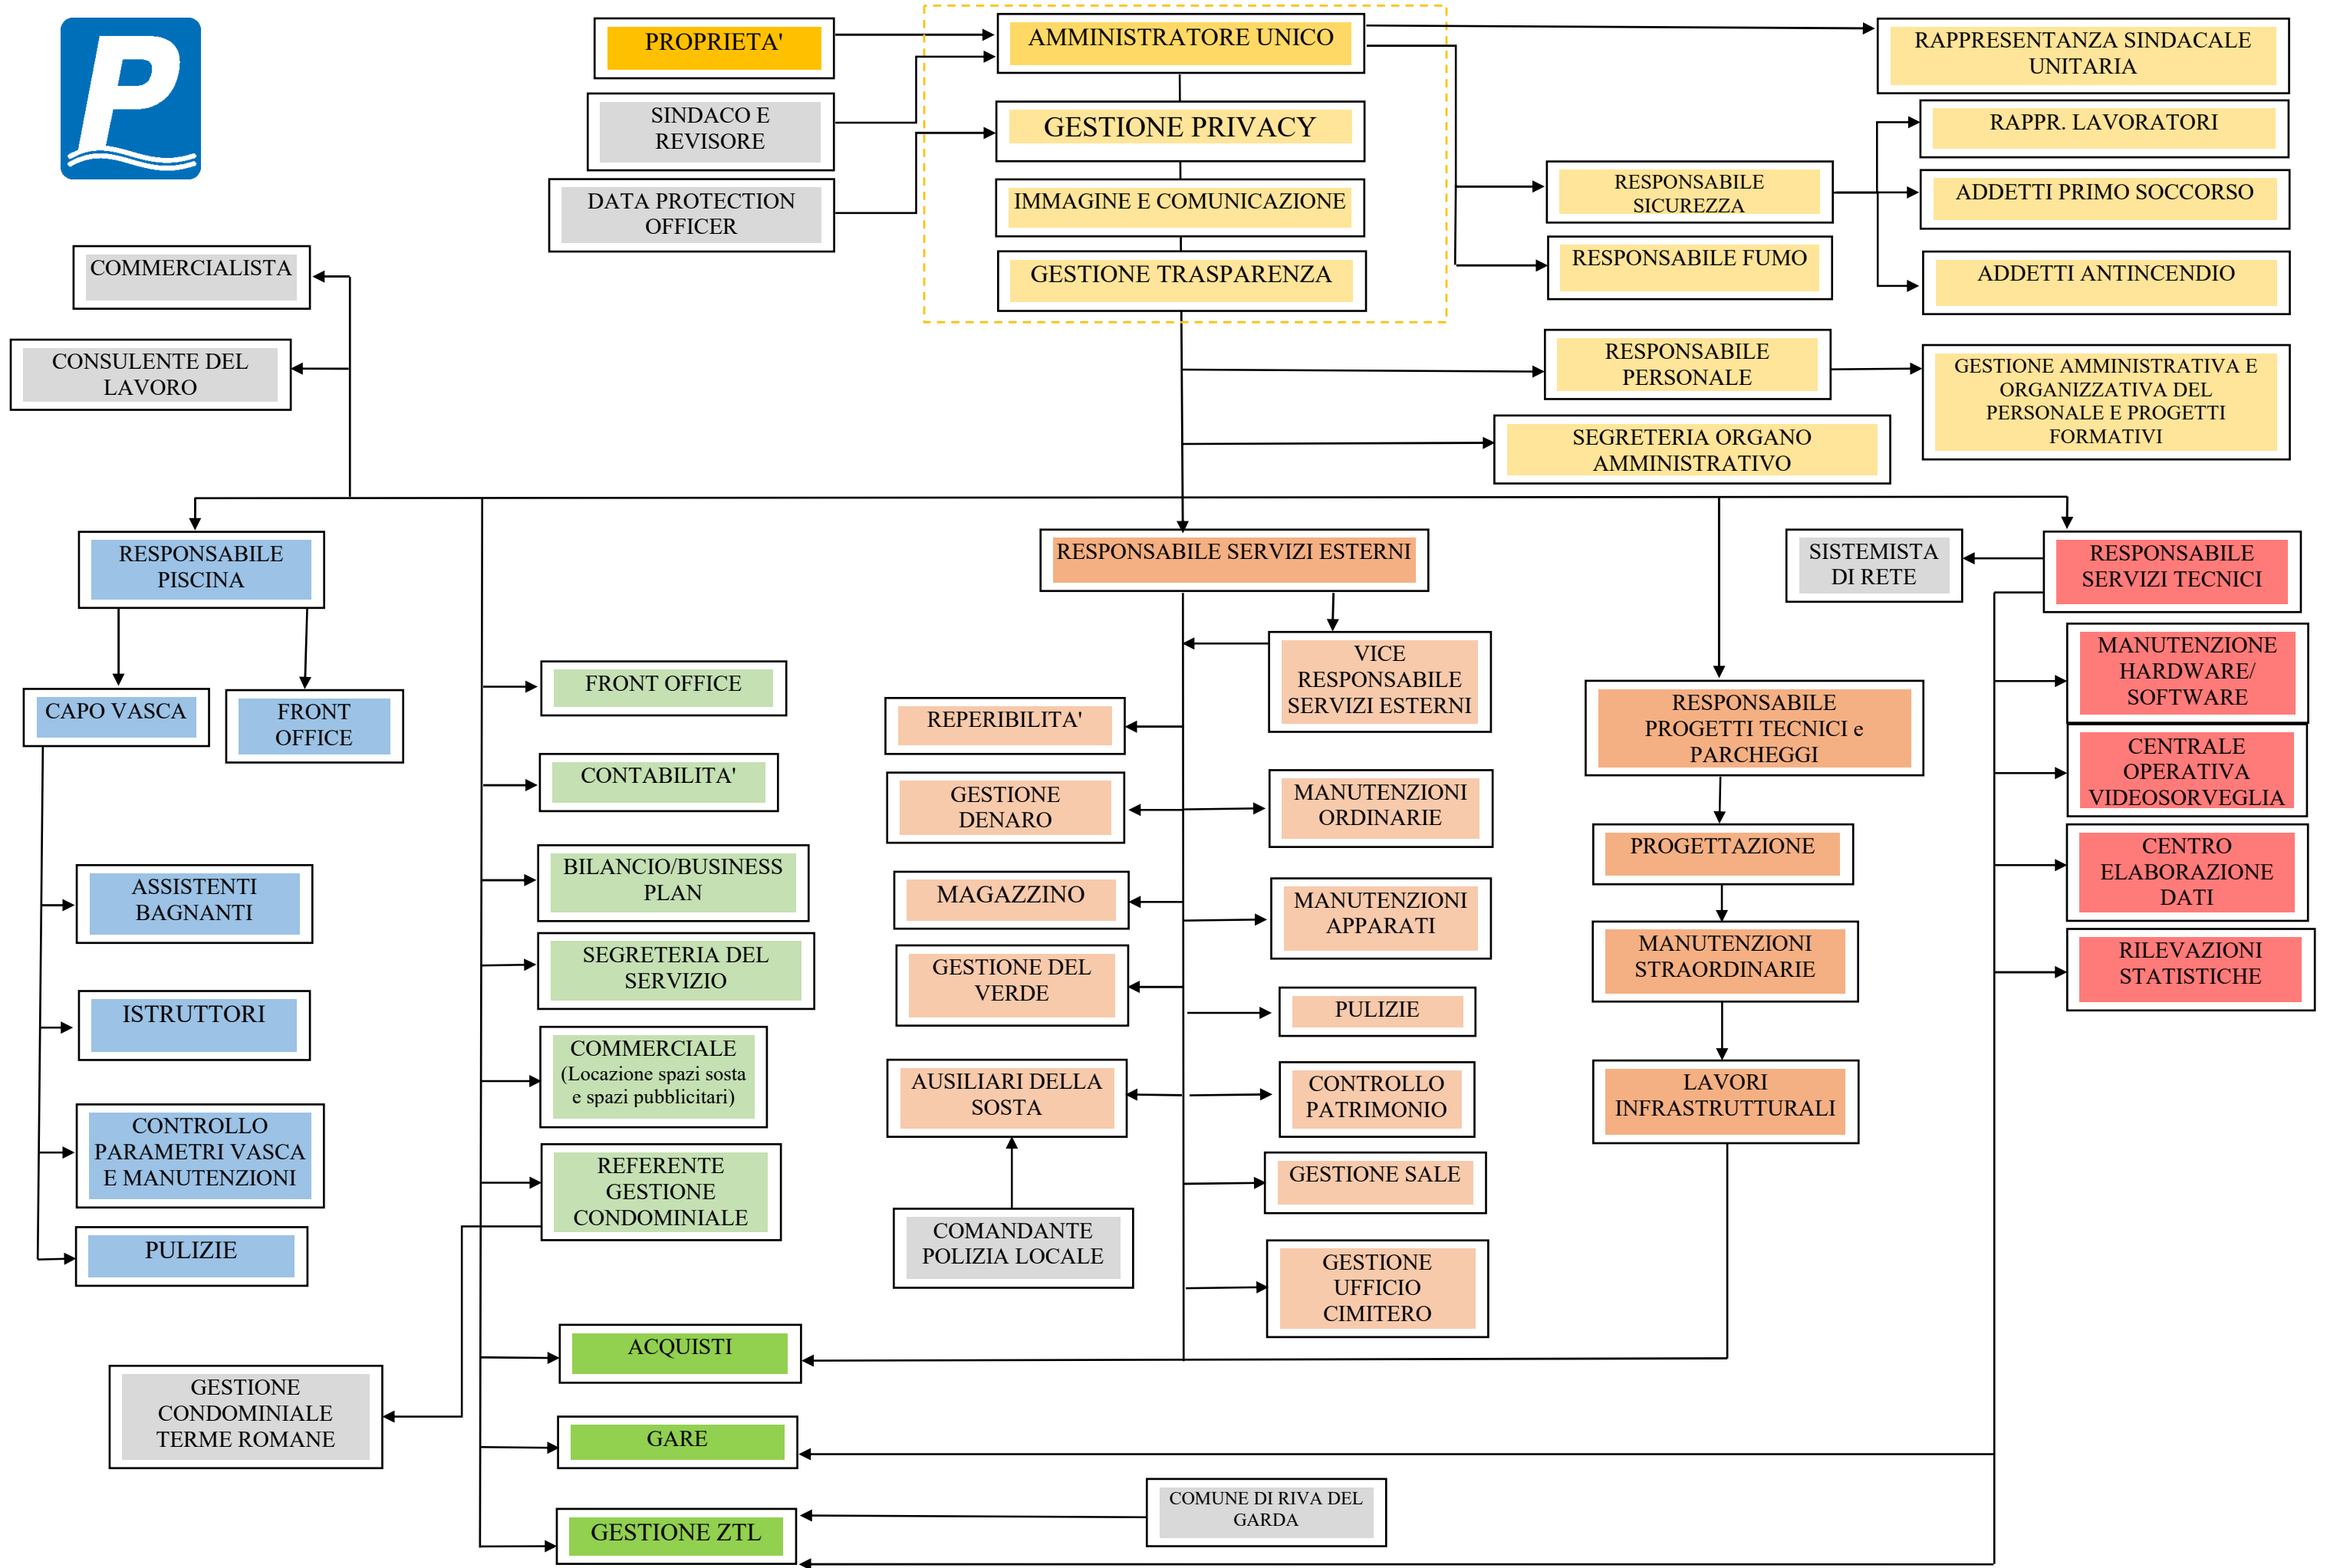 P
PROPRIETA'
AMMINISTRATORE UNICO
RAPPRESENTANZA SINDACALE
UNITARIA
SINDACO E
REVISORE
GESTIONE PRIVACY
RAPPR. LAVORATORI
DATA PROTECTION
OFFICER
IMMAGINE E COMUNICAZIONE
RESPONSABILE
SICUREZZA
ADDETTI PRIMO SOCCORSO
COMMERCIALISTA
GESTIONE TRASPARENZA
RESPONSABILE FUMO
ADDETTI ANTINCENDIO
CONSULENTE DEL
LAVORO
RESPONSABILE
PERSONALE
GESTIONE AMMINISTRATIVA E
ORGANIZZATIVA DEL
PERSONALE E PROGETTI
FORMATIVI
SEGRETERIA ORGANO
AMMINISTRATIVO
RESPONSABILE
PISCINA
RESPONSABILE SERVIZI ESTERNI
SISTEMISTA
DI RETE
RESPONSABILE
SERVIZI TECNICI
CAPO VASCA
FRONT
OFFICE
FRONT OFFICE
VICE
RESPONSABILE
SERVIZI ESTERNI
REPERIBILITA'
RESPONSABILE
PROGETTI TECNICI e
PARCHEGGI
MANUTENZIONE
HARDWARE/
SOFTWARE
CONTABILITA'
GESTIONE
DENARO
MANUTENZIONI
ORDINARIE
CENTRALE
OPERATIVA
VIDEOSORVEGLIA
ASSISTENTI
BAGNANTI
BILANCIO/BUSINESS
PLAN
MAGAZZINO
MANUTENZIONI
APPARATI
PROGETTAZIONE
CENTRO
ELABORAZIONE
DATI
SEGRETERIA DEL
SERVIZIO
GESTIONE DEL
VERDE
PULIZIE
MANUTENZIONI
STRAORDINARIE
RILEVAZIONI
STATISTICHE
ISTRUTTORI
COMMERCIALE
(Locazione spazi sosta
e spazi pubblicitari)
AUSILIARI DELLA
SOSTA
CONTROLLO
PATRIMONIO
LAVORI
INFRASTRUTTURALI
CONTROLLO
PARAMETRI VASCA
E MANUTENZIONI
REFERENTE
GESTIONE
CONDOMINIALE
COMANDANTE
POLIZIA LOCALE
GESTIONE SALE
PULIZIE
GESTIONE
UFFICIO
CIMITERO
ACQUISTI
GESTIONE
CONDOMINIALE
TERME ROMANE
GARE
COMUNE DI RIVA DEL
GARDA
GESTIONE ZTL